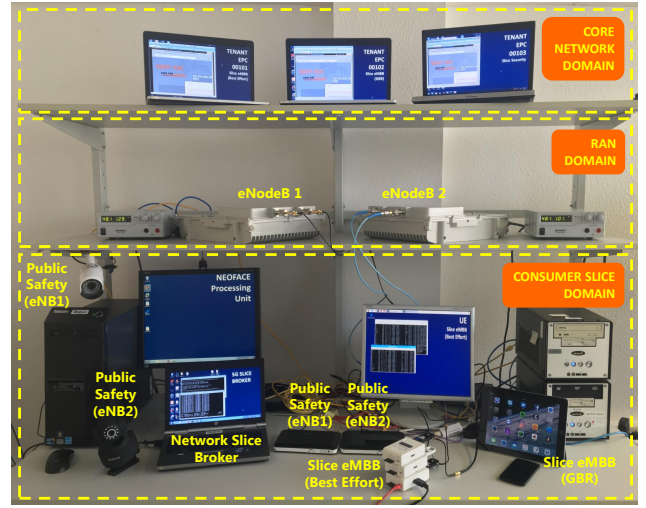 CORE
NETWORK
DOMAIN
TENANT
EPC
00101
Slice eMBB
(Best Effort)
TENANT
EPC
00102
Slice eMBB
(GBR)
TENANT
EPC
00103
Slice Security
RAN
DOMAIN
eNodeB 1
eNodeB 2
CONSUMER SLICE
DOMAIN
Public
Safety
(eNB1)
NEOFACE
Processing
Unit
UE
Slice eMBB
(Best Effort)
Public
Safety
(eNB2)
5G SLICE
BROKER
Network Slice
Broker
Public
Safety
(eNB1)
Public
Safety
(eNB2)
Slice eMBB
(Best Effort)
Slice eMBB
(GBR)